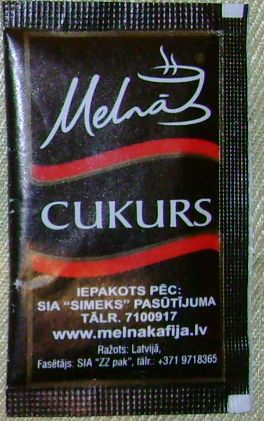 Melnā
CUKURS
IEPAKOTS PĒC:
SIA "SIMEKS" PASŪTĪJUMA
TĀLR. 7100917
www.melnakafija.lv
Ražots: Latvijā,
Fasētājs: SIA "ZZ pak", tālr.: +371 9718365